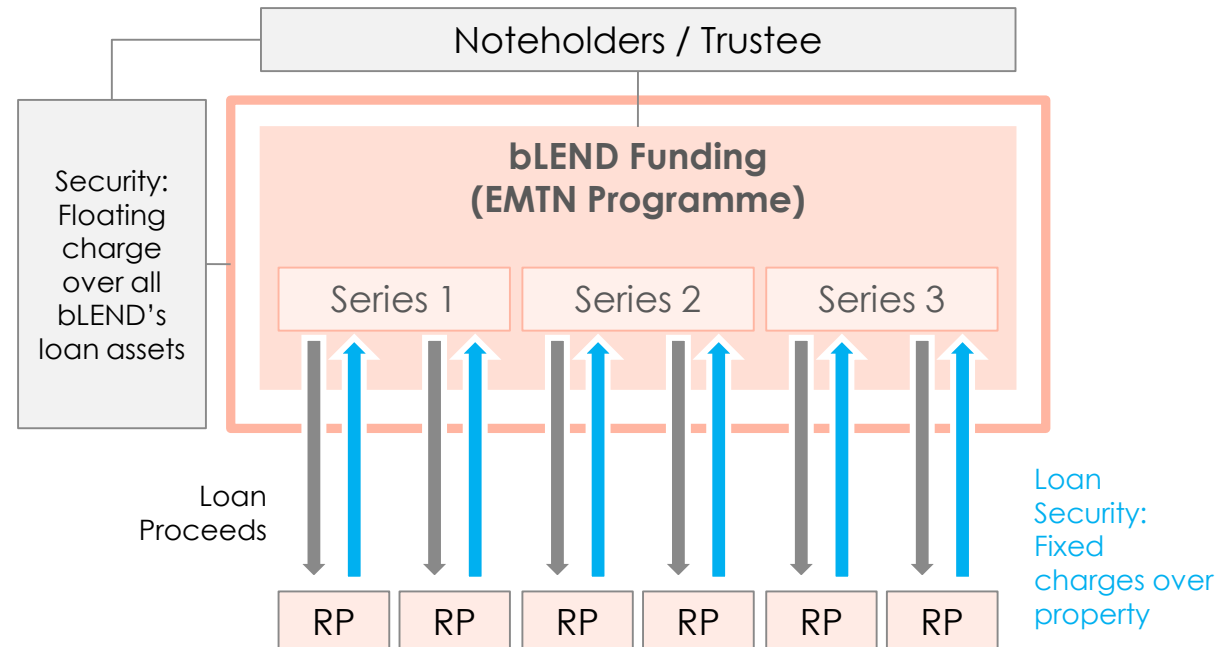 Noteholders / Trustee
Security:
Floating
charge
over all
bLEND’s
loan assets
bLEND Funding
(EMTN Programme)
Series 1
Series 2
Series 3
Loan
Proceeds
Loan
Security:
Fixed
charges over
property
RP
RP
RP
RP
RP
RP